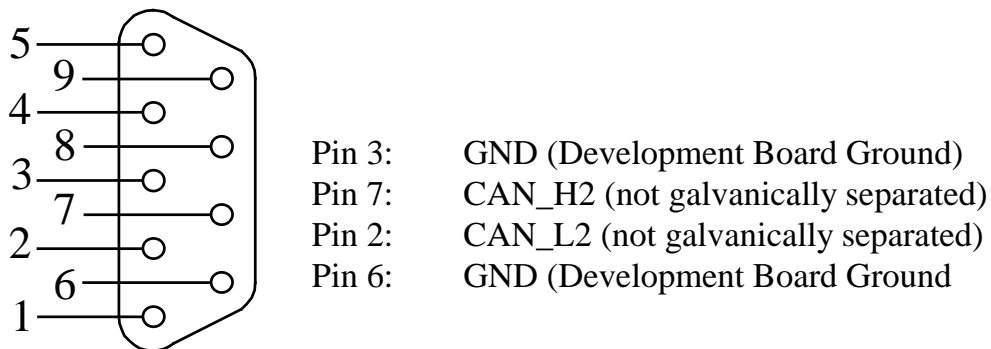 5
9
4
8
3
7
2
6
1
Pin 3: GND (Development Board Ground)
Pin 7: CAN_H2 (not galvanically separated)
Pin 2: CAN_L2 (not galvanically separated)
Pin 6: GND (Development Board Ground